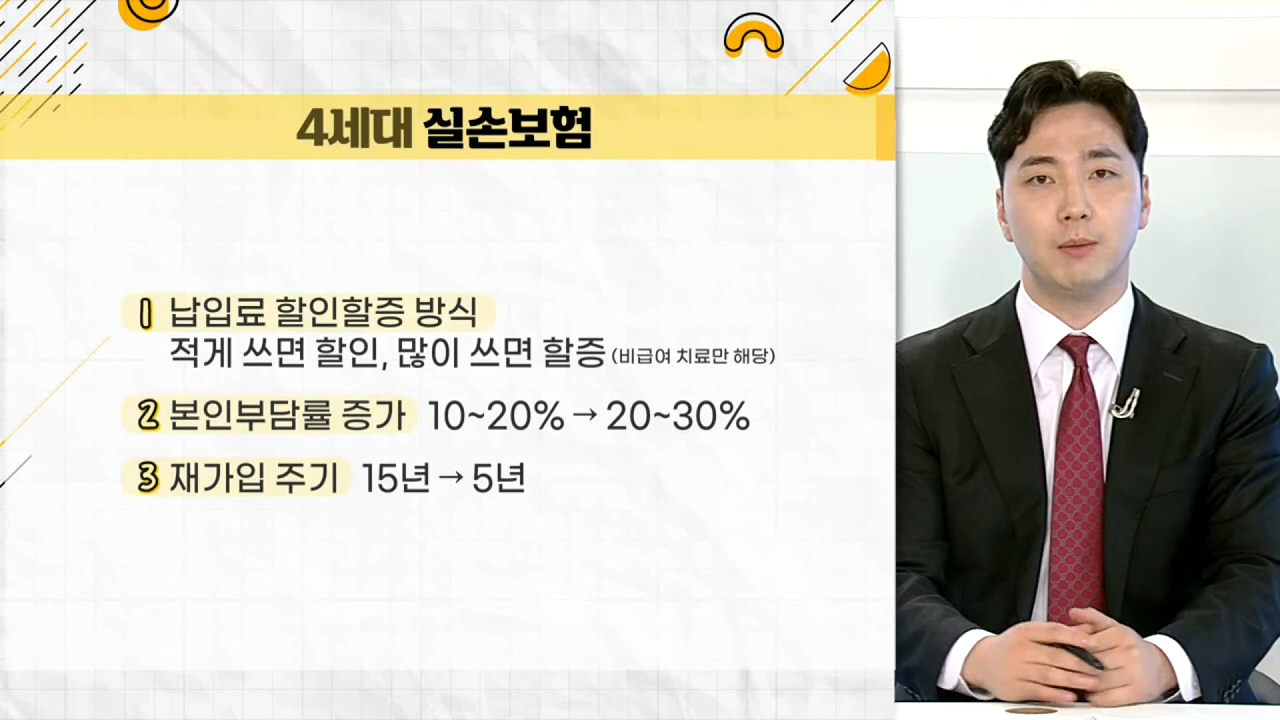 4세대 실손보험
1 납입료 할인할증 방식
적게 쓰면 할인, 많이 쓰면 할증 (비급여 치료만 해당)
2 본인부담률 증가 10~20% → 20~30%
3 재가입 주기 15년 → 5년